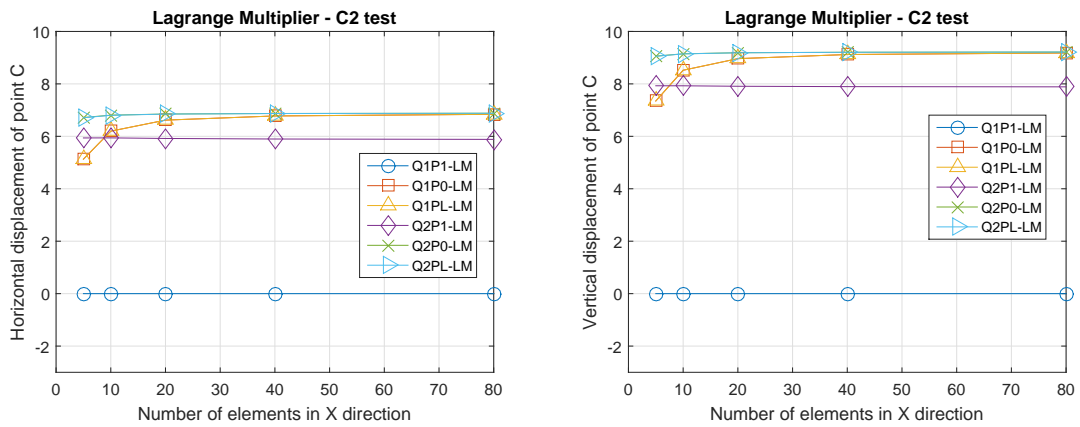 Lagrange Multiplier - C2 test
Horizontal displacement of point C
10
8
6
4
2
0
-2
0 10 20 30 40 50 60 70 80
Number of elements in X direction
Q1P1-LM
Q1P0-LM
Q1PL-LM
Q2P1-LM
Q2P0-LM
Q2PL-LM
Lagrange Multiplier - C2 test
Vertical displacement of point C
10
8
6
4
2
0
-2
0 10 20 30 40 50 60 70 80
Number of elements in X direction
Q1P1-LM
Q1P0-LM
Q1PL-LM
Q2P1-LM
Q2P0-LM
Q2PL-LM